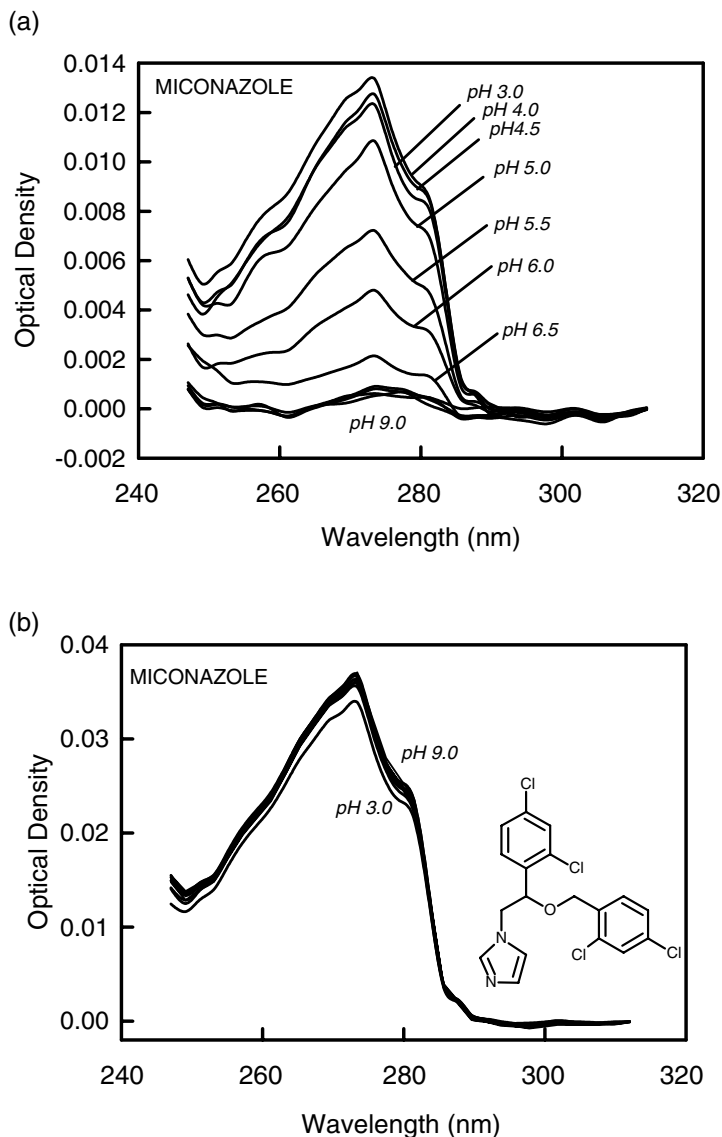 (a)
0.014
0.012
0.010
0.008
0.006
0.004
0.002
0.000
-0.002
Optical Density
MICONAZOLE
pH 3.0
pH 4.0
pH4.5
pH 5.0
pH 5.5
pH 6.0
pH 6.5
pH 9.0
240 260 280 300 320
Wavelength (nm)
(b)
0.04
0.03
0.02
0.01
0.00
Optical Density
MICONAZOLE
pH 9.0
pH 3.0
Cl
Cl
O
N
Cl
Cl
N
240 260 280 300 320
Wavelength (nm)